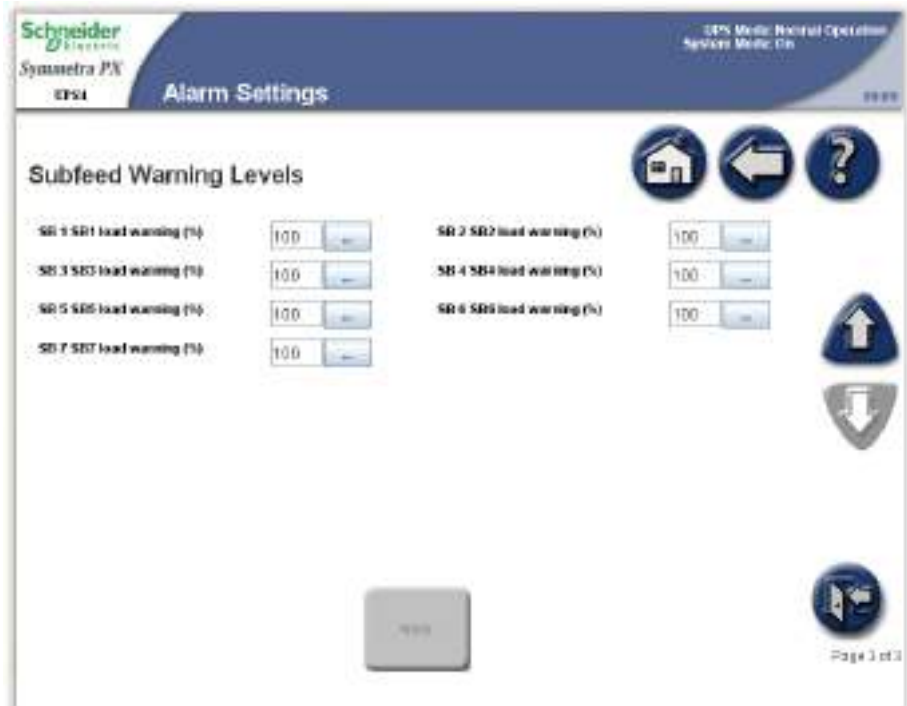 Schneider
Electric
Symmetra PX
UPS1
Alarm Settings
UPS Mode: Normal Operation
System Mode: On
Subfeed Warning Levels
SB 1 SB1 load warning (%)
100
...
SB 2 SB2 load warning (%)
100
...
SB 3 SB3 load warning (%)
100
...
SB 4 SB4 load warning (%)
100
...
SB 5 SB5 load warning (%)
100
...
SB 6 SB6 load warning (%)
100
...
SB 7 SB7 load warning (%)
100
...
?
Page 3 of 3